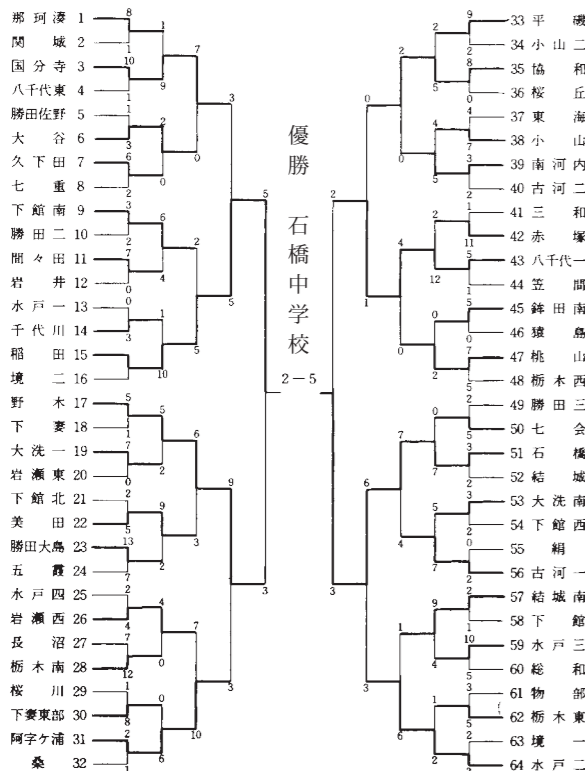 那珂湊 1
関城 2
国分寺 3
八千代東 4
勝田佐野 5
大谷 6
久下田 7
七重 8
下館南 9
勝田二 10
間々田 11
岩井 12
水戸一 13
千代川 14
稲田 15
境二 16
野木 17
下妻 18
大洗一 19
岩瀬東 20
下館北 21
美田 22
勝田大島 23
五霞 24
水戸四 25
岩瀬西 26
長沼 27
栃木南 28
桜川 29
下妻東部 30
阿字ケ浦 31
桑 32
優勝 石橋中学校
2-5
33 平磯
34 小山二
35 協和
36 桜丘
37 東海
38 小山
39 南河内
40 古河二
41 三和
42 赤塚
43 八千代一
44 笠間
45 鉾田南
46 猿島
47 桃山
48 栃木西
49 勝田三
50 七会
51 石橋
52 結城
53 大洗南
54 下館西
55 絹
56 古河一
57 結城南
58 下館
59 水戸三
60 総和
61 物部
62 栃木東
63 境一
64 水戸二